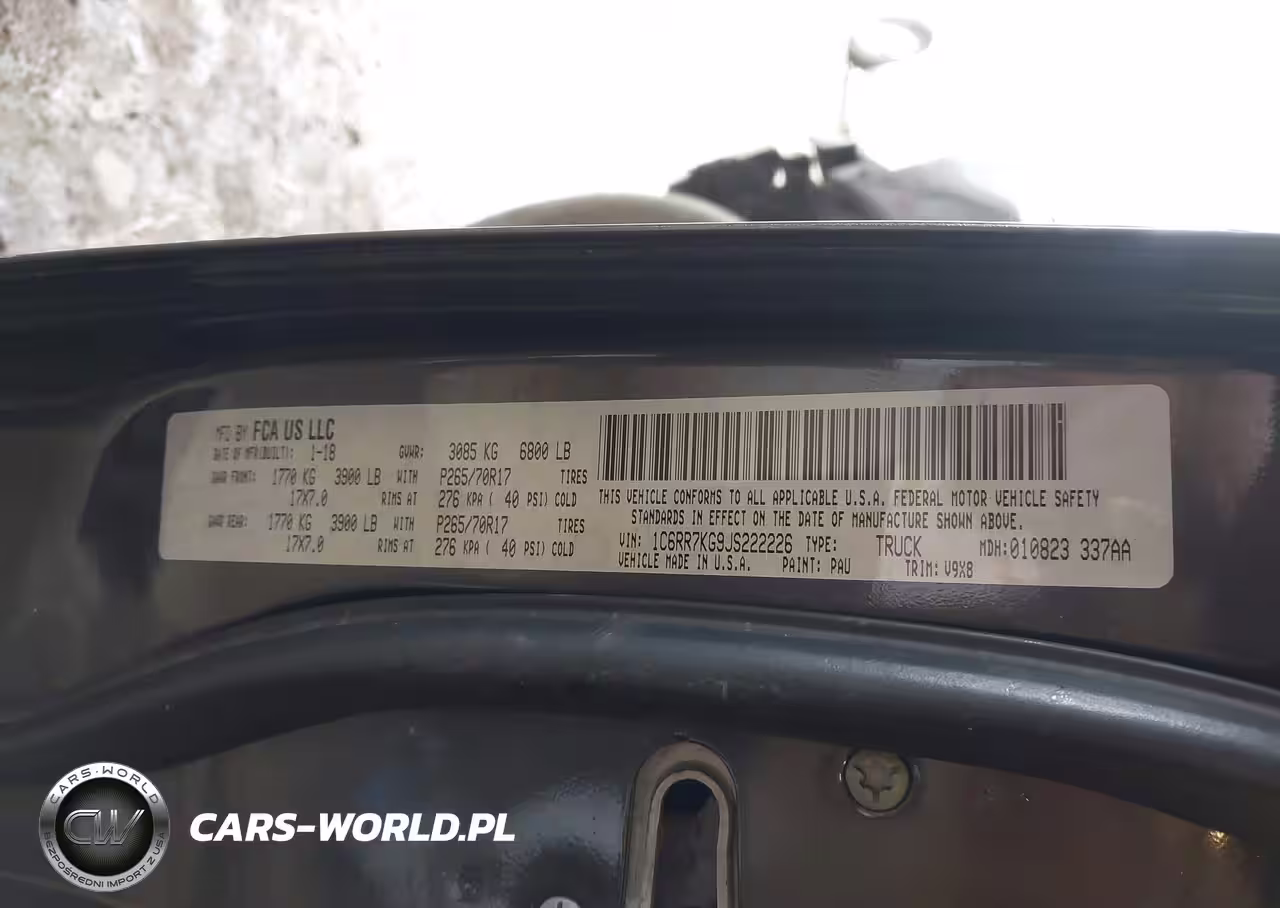 MFD BY FCA US LLC
DATE OF MFR(BUILT): 1-18 GVWR: 3085 KG 6800 LB
GAWR FRONT: 1770 KG 3900 LB WITH P265/70R17 TIRES
17X7.0 RIMS AT 276 KPA ( 40 PSI) COLD
GAWR REAR: 1770 KG 3900 LB WITH P265/70R17 TIRES
17X7.0 RIMS AT 276 KPA ( 40 PSI) COLD
THIS VEHICLE CONFORMS TO ALL APPLICABLE U.S.A. FEDERAL MOTOR VEHICLE SAFETY
STANDARDS IN EFFECT ON THE DATE OF MANUFACTURE SHOWN ABOVE.
VIN: 1C6RR7KG9JS222226 TYPE: TRUCK MDH:010823 337AA
VEHICLE MADE IN U.S.A. PAINT: PAU TRIM: V9X8
CARS-WORLD
CW
BEZPOŚREDNI IMPORT Z USA
CARS-WORLD.PL